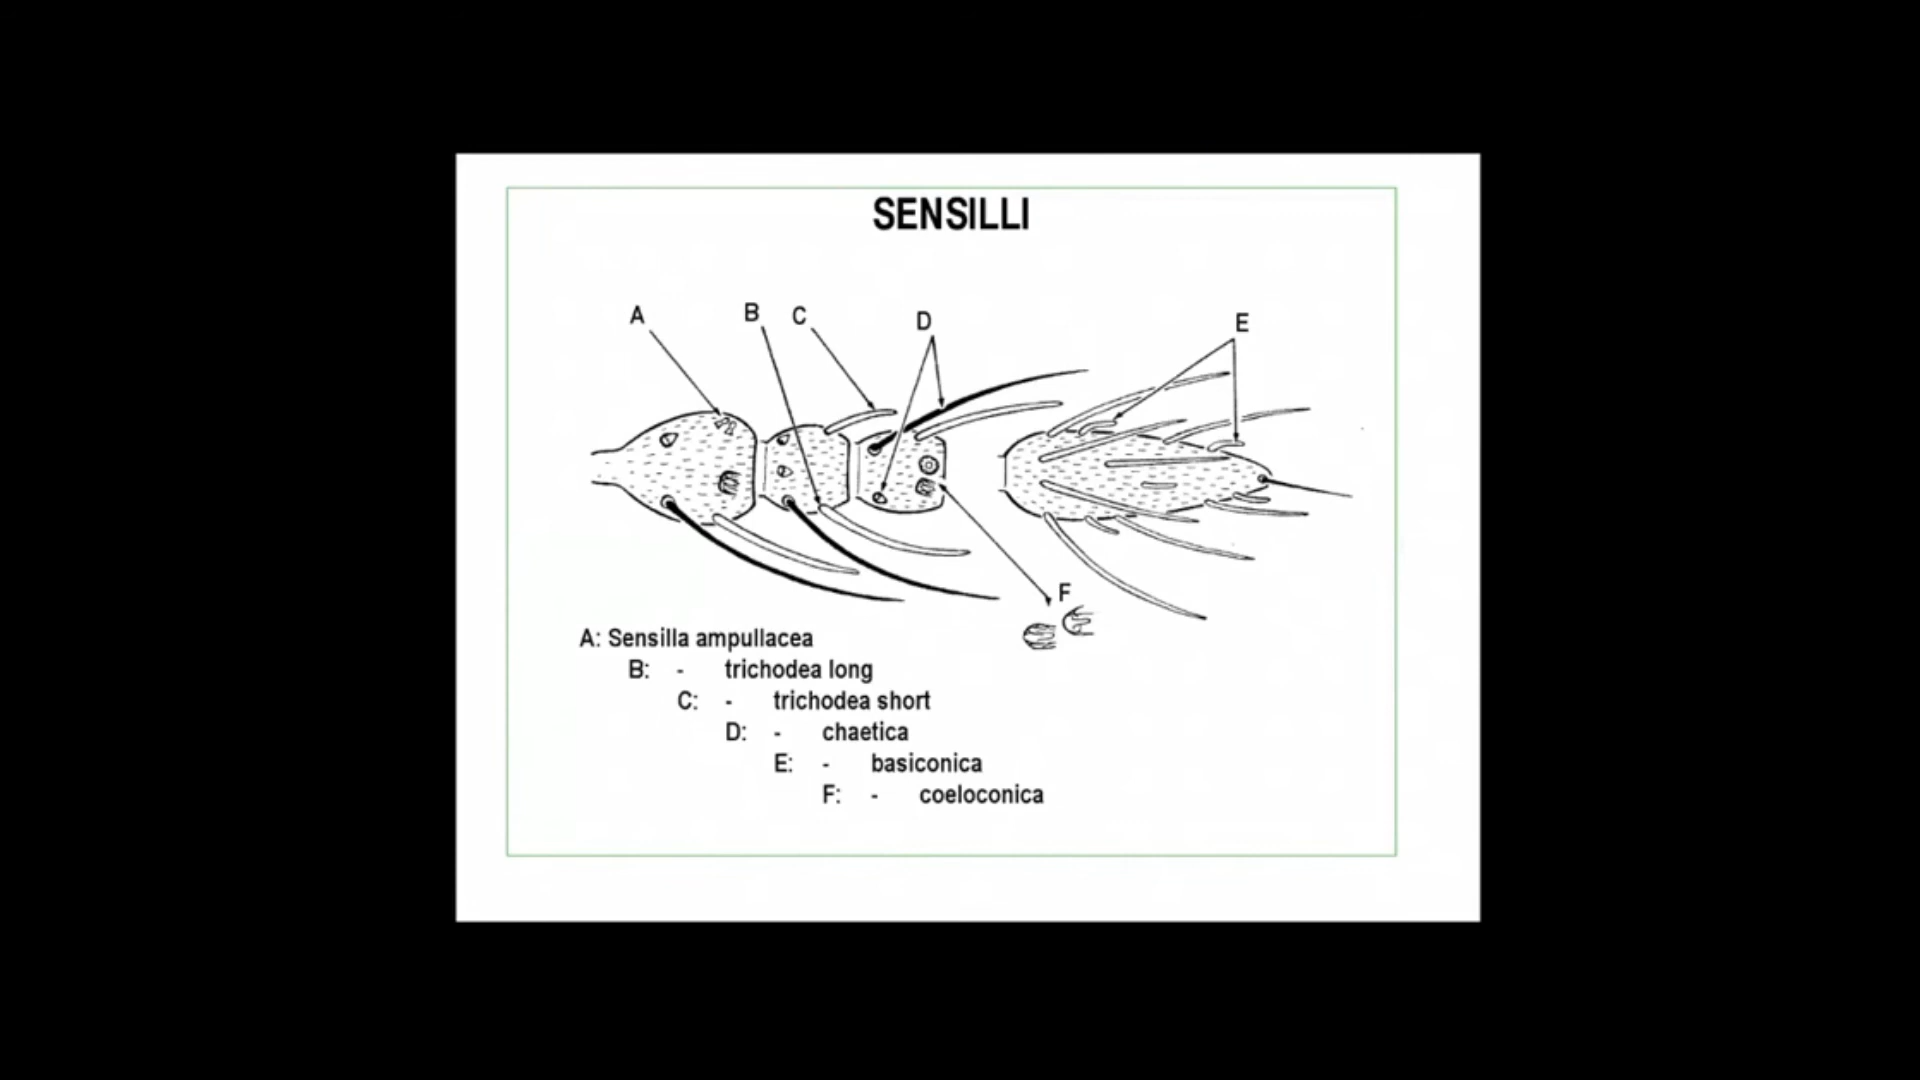 SENSILLI
A B C D E
F
A: Sensilla ampullacea
B: - trichodea long
C: - trichodea short
D: - chaetica
E: - basiconica
F: - coeloconica